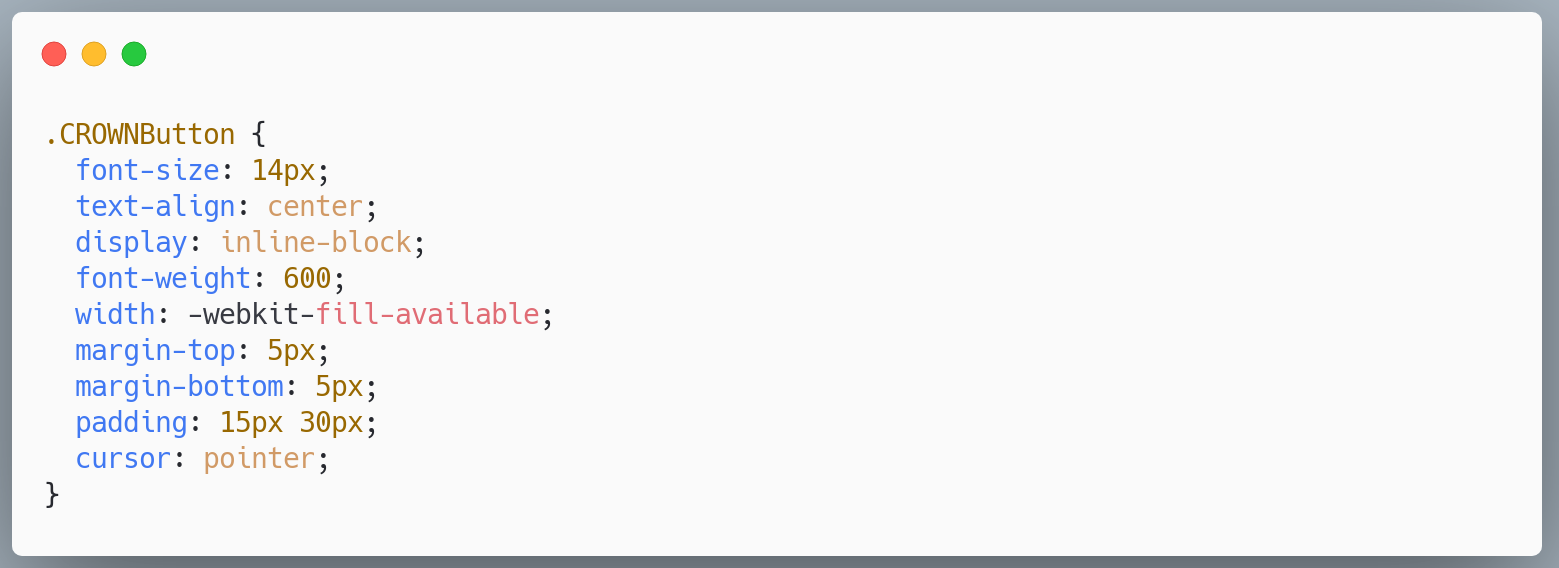 .CROWNButton {
  font-size: 14px;
  text-align: center;
  display: inline-block;
  font-weight: 600;
  width: -webkit-fill-available;
  margin-top: 5px;
  margin-bottom: 5px;
  padding: 15px 30px;
  cursor: pointer;
}